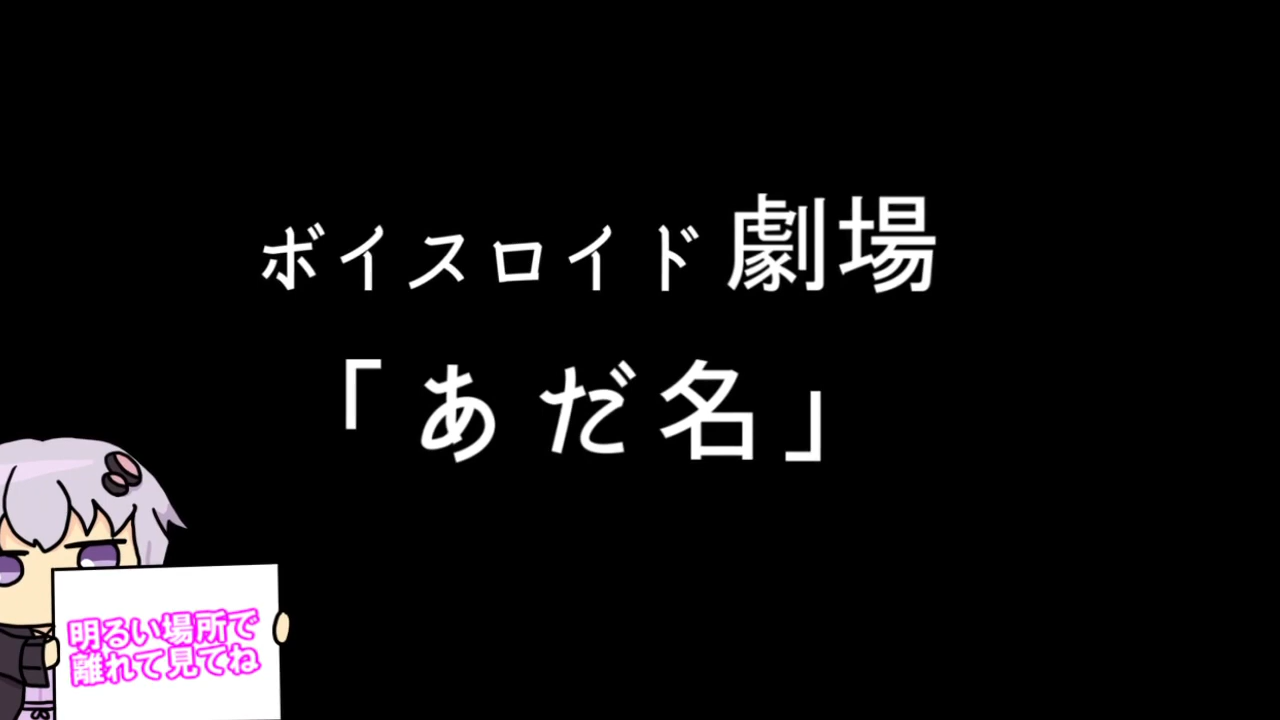 ボイスロイド劇場
「あだ名」
明るい場所で
離れて見てね